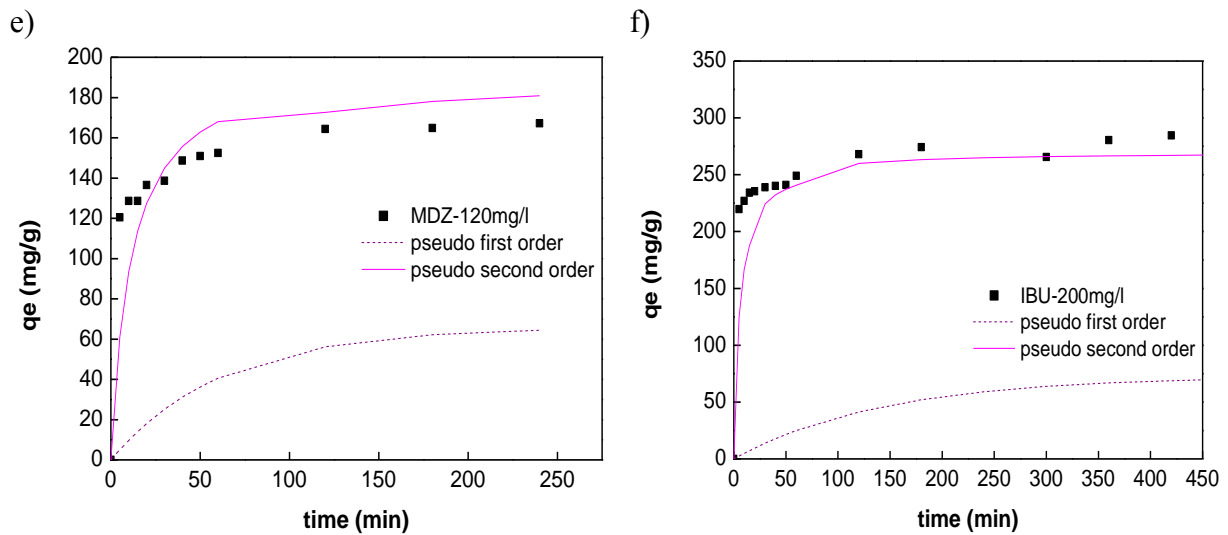 e)
200
180
160
140
120
100
80
60
40
20
0
qe (mg/g)
MDZ-120mg/l
pseudo first order
pseudo second order
0 50 100 150 200 250
time (min)
f)
350
300
250
200
150
100
50
0
qe (mg/g)
IBU-200mg/l
pseudo first order
pseudo second order
0 50 100 150 200 250 300 350 400 450
time (min)